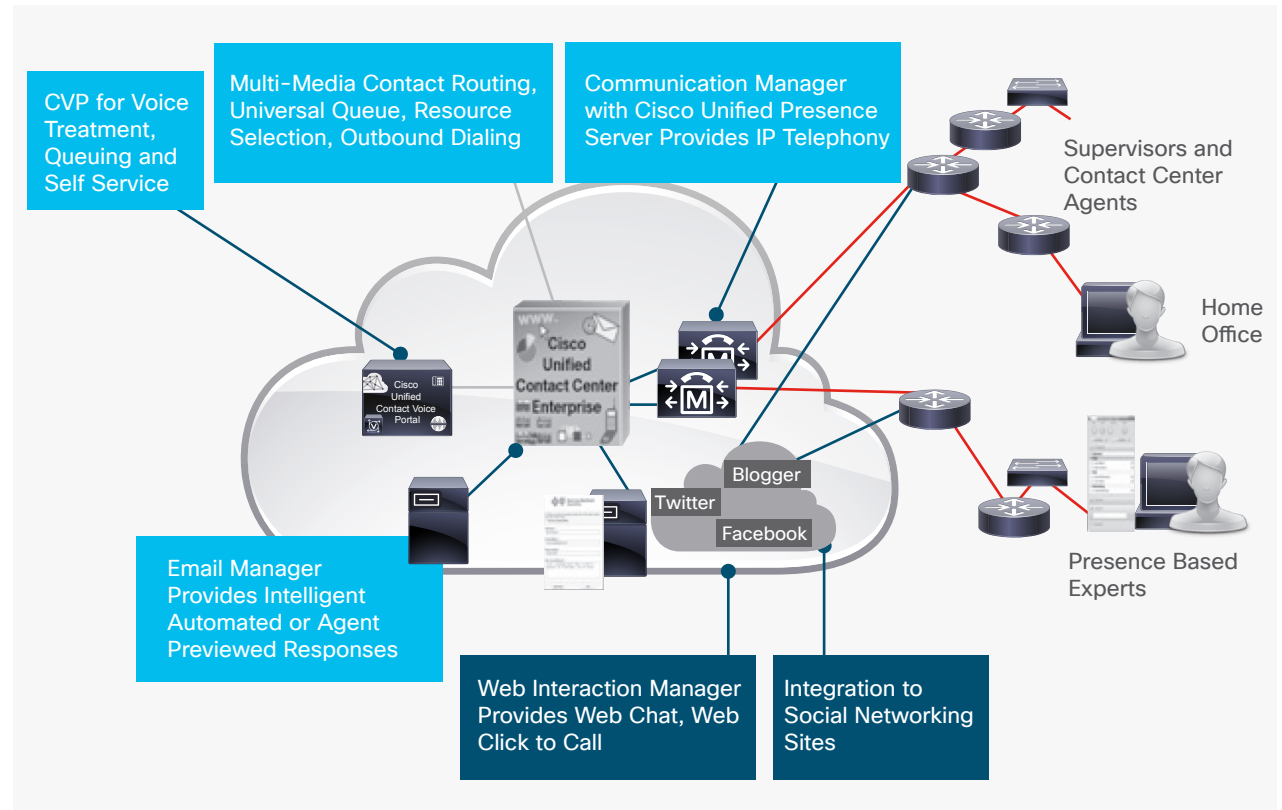 CVP for Voice
Treatment,
Queuing and
Self Service
Multi-Media Contact Routing,
Universal Queue, Resource
Selection, Outbound Dialing
Communication Manager
with Cisco Unified Presence
Server Provides IP Telephony
Supervisors and
Contact Center
Agents
Home
Office
www.
Cisco
Unified
Contact Center
Enterprise
Cisco
Unified
Contact Voice
Portal
V
M
M
Blogger
Twitter
Facebook
Presence Based
Experts
Email Manager
Provides Intelligent
Automated or Agent
Previewed Responses
Web Interaction Manager
Provides Web Chat, Web
Click to Call
Integration to
Social Networking
Sites